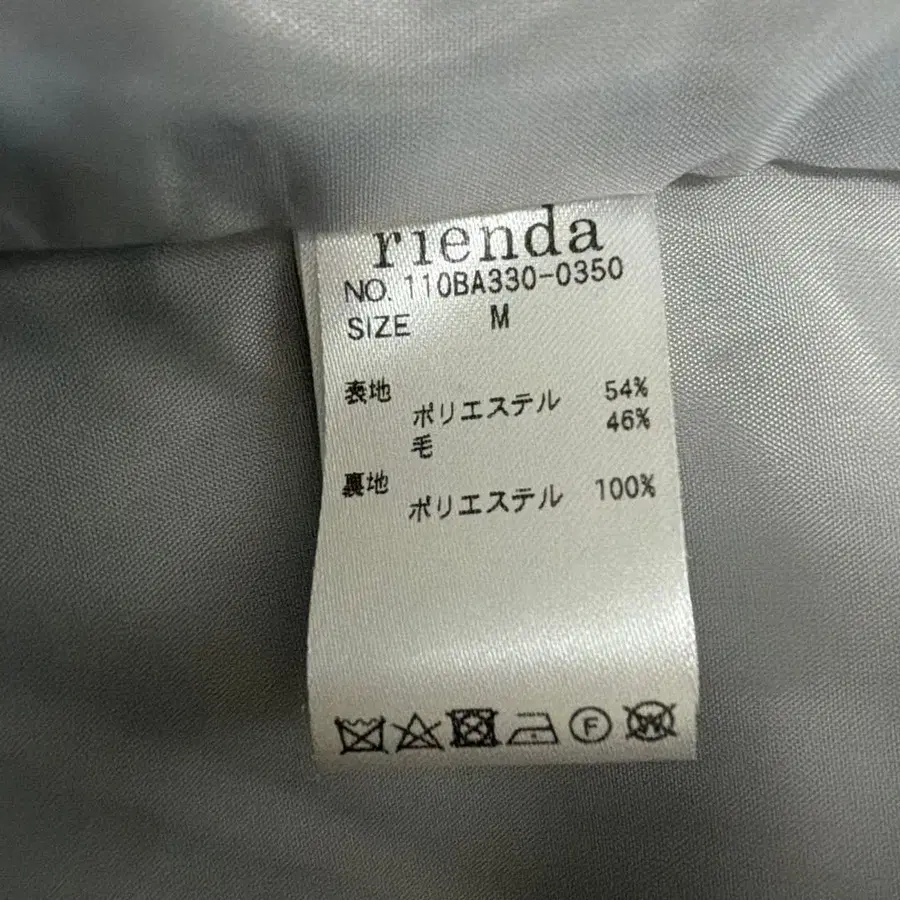 rienda
NO. 110BA330-0350
SIZE M
表地
ポリエステル 54%
毛 46%
裏地
ポリエステル 100%
F
W